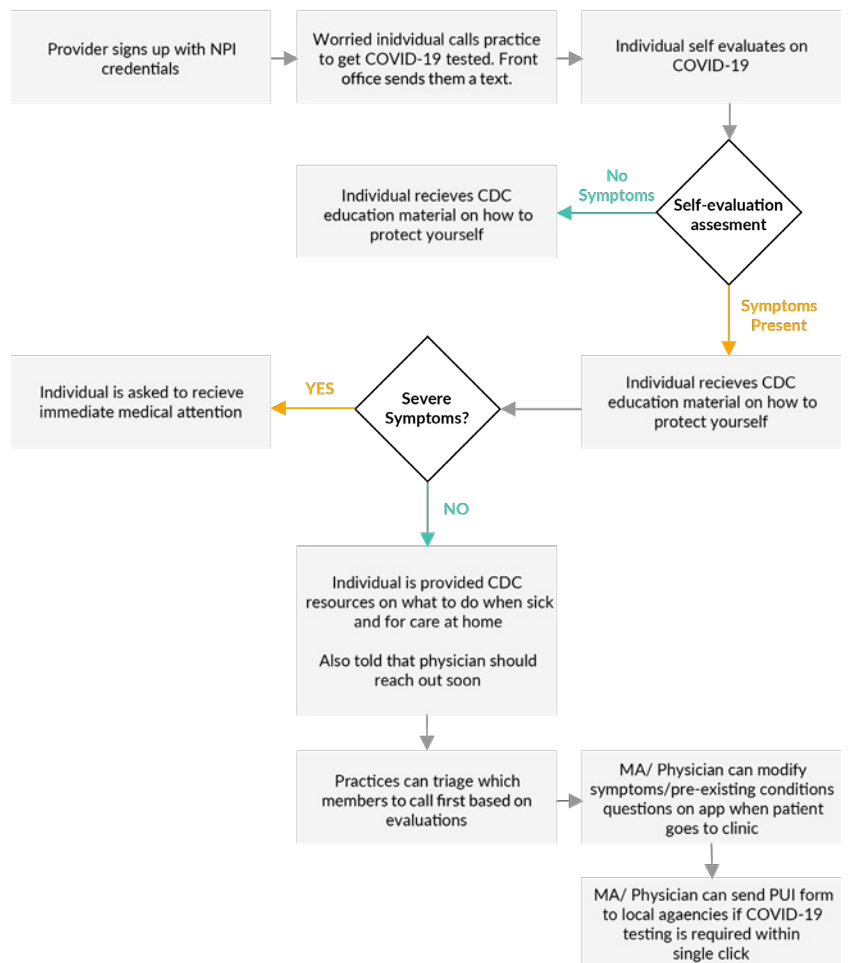 Provider signs up with NPI
credentials
Worried inidividual calls practice
to get COVID-19 tested. Front
office sends them a text.
Individual self evaluates on
COVID-19
No
Symptoms
Self-evaluation
assesment
Individual recieves CDC
education material on how to
protect yourself
Symptoms
Present
Individual is asked to recieve
immediate medical attention
YES
Severe
Symptoms?
Individual recieves CDC
education material on how to
protect yourself
NO
Individual is provided CDC
resources on what to do when sick
and for care at home
Also told that physician should
reach out soon
Practices can triage which
members to call first based on
evaluations
MA/ Physician can modify
symptoms/pre-existing conditions
questions on app when patient
goes to clinic
MA/ Physician can send PUI form
to local agaencies if COVID-19
testing is required within
single click